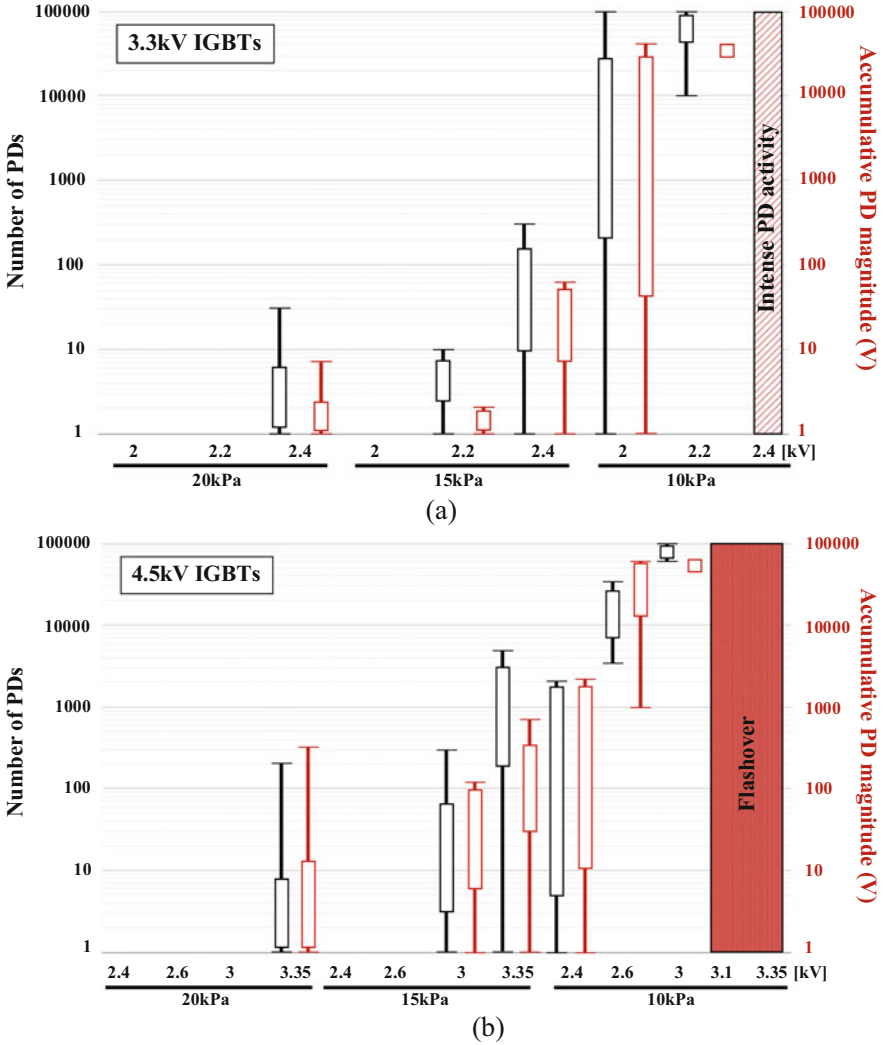 3.3kV IGBTs
Number of PDs
100000
10000
1000
100
10
1
Intense PD activity
100000
10000
1000
100
10
1
Accumulative PD magnitude (V)
2 2.2 2.4 2 2.2 2.4 2 2.2 2.4 [kV]
20kPa 15kPa 10kPa
(a)
4.5kV IGBTs
Number of PDs
100000
10000
1000
100
10
1
Flashover
100000
10000
1000
100
10
1
Accumulative PD magnitude (V)
2.4 2.6 3 3.35 2.4 2.6 3 3.35 2.4 2.6 3 3.1 3.35 [kV]
20kPa 15kPa 10kPa
(b)